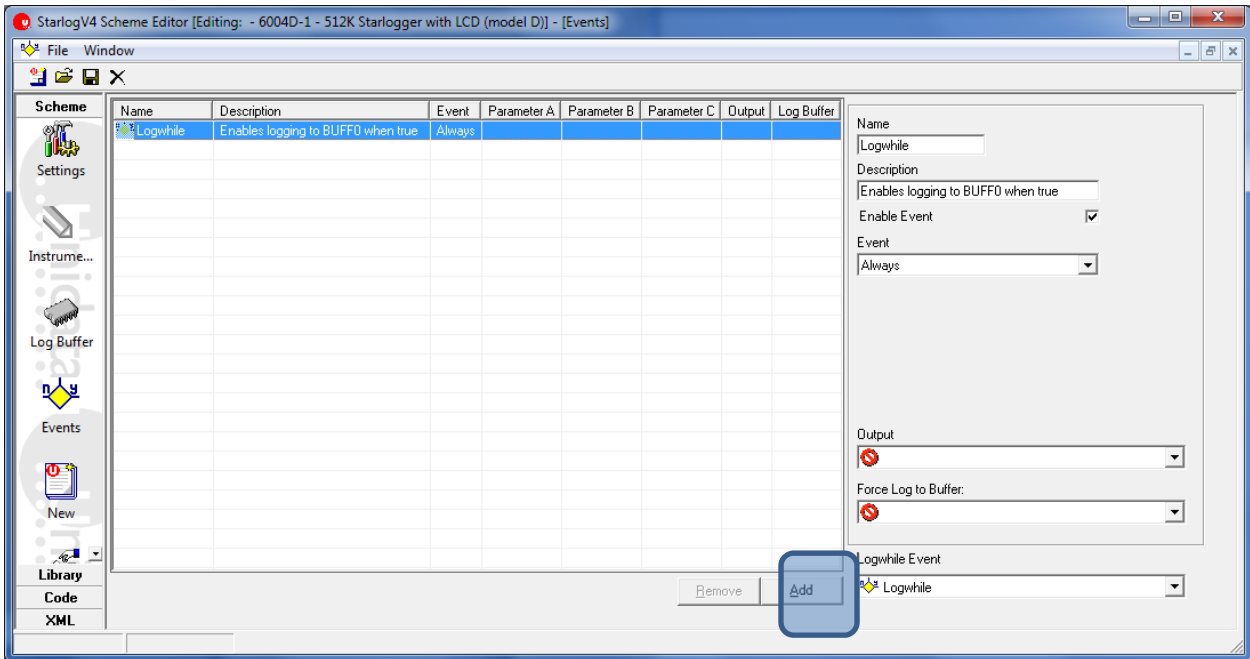 StarlogV4 Scheme Editor [Editing: - 6004D-1 - 512K Starlogger with LCD (model D)] - [Events]
File Window
Scheme
Settings
Instrume...
Log Buffer
Events
New
Library
Code
XML
Name Description Event Parameter A Parameter B Parameter C Output Log Buffer
Logwhile Enables logging to BUFF0 when true Always
Remove Add
Name
Logwhile
Description
Enables logging to BUFF0 when true
Enable Event
Event
Always
Output
Force Log to Buffer:
Logwhile Event
Logwhile